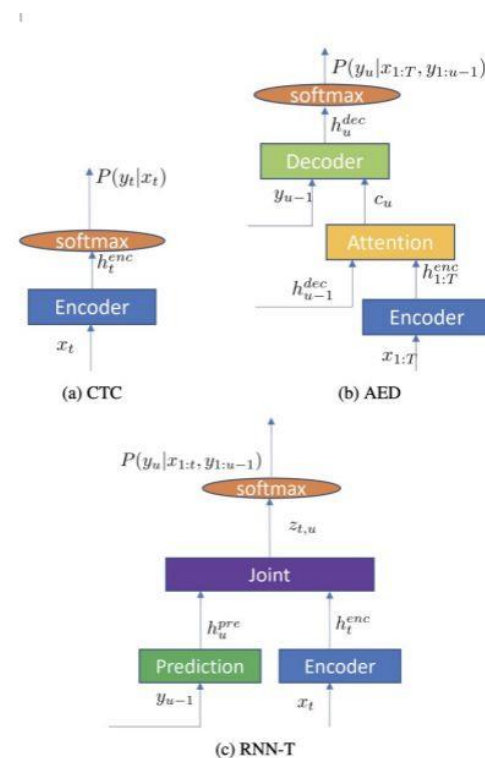 P(y_u|x_{1:T}, y_{1:u-1})
softmax
h_u^{dec}
Decoder
y_{u-1}
c_u
Attention
h_{u-1}^{dec}
h_{1:T}^{enc}
Encoder
x_{1:T}
(b) AED
P(y_t|x_t)
softmax
h_t^{enc}
Encoder
x_t
(a) CTC
P(y_u|x_{1:t}, y_{1:u-1})
softmax
z_{t,u}
Joint
h_u^{pre}
h_t^{enc}
Prediction
Encoder
y_{u-1}
x_t
(c) RNN-T